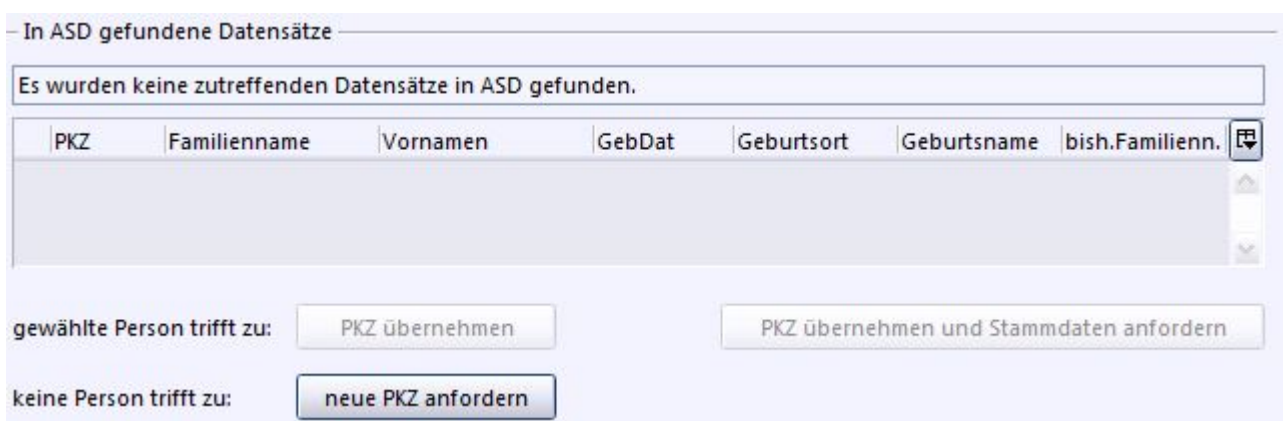 In ASD gefundene Datensätze
Es wurden keine zutreffenden Datensätze in ASD gefunden.
PKZ Familienname Vornamen GebDat Geburtsort Geburtsname bish.Familienn.
gewählte Person trifft zu: PKZ übernehmen PKZ übernehmen und Stammdaten anfordern
keine Person trifft zu: neue PKZ anfordern